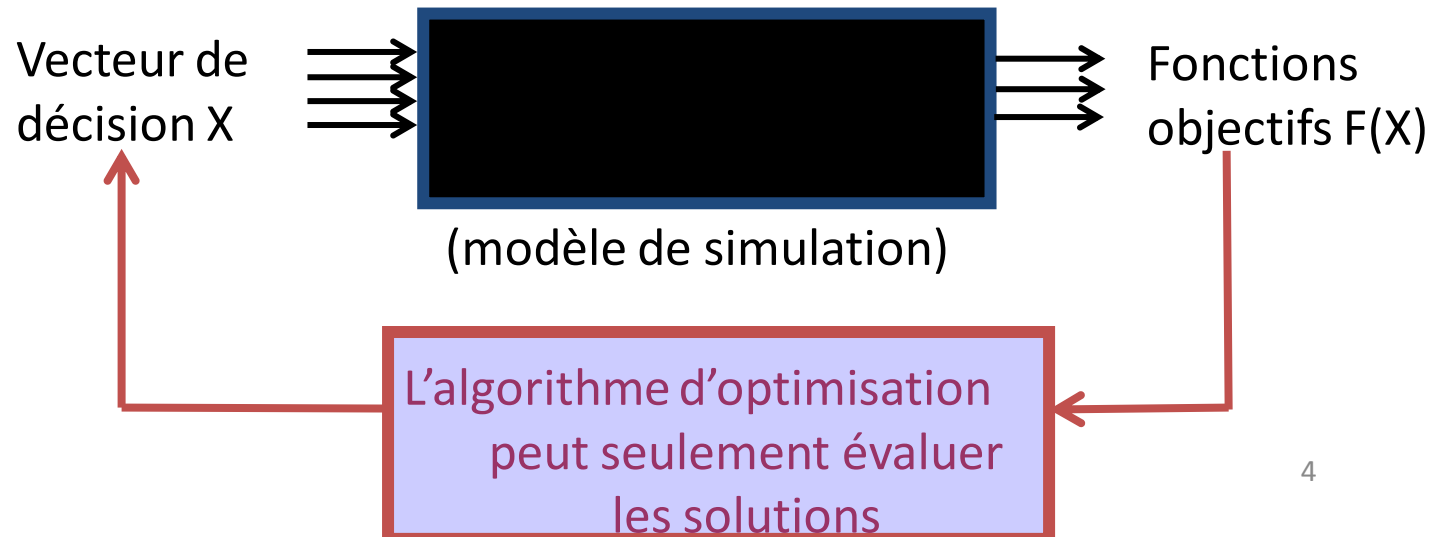 Vecteur de
décision X
Fonctions
objectifs F(X)
(modèle de simulation)
L’algorithme d’optimisation
peut seulement évaluer
les solutions
4